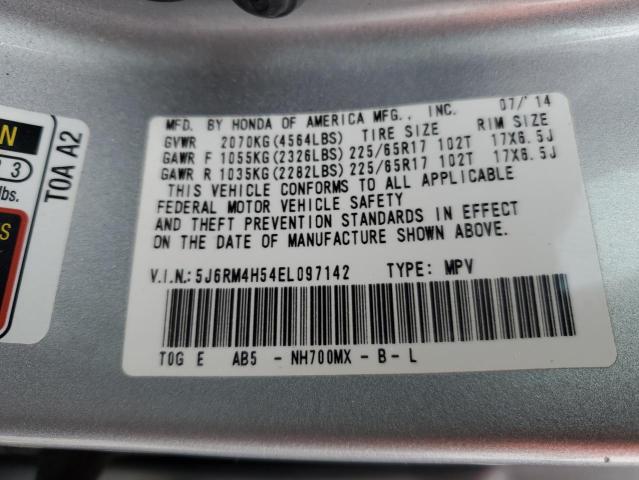 MFD. BY HONDA OF AMERICA MFG., INC. 07/'14
GVWR 2070KG(4564LBS) TIRE SIZE RIM SIZE
GAWR F 1055KG(2326LBS) 225/65R17 102T 17X6.5J
GAWR R 1035KG(2282LBS) 225/65R17 102T 17X6.5J
THIS VEHICLE CONFORMS TO ALL APPLICABLE
FEDERAL MOTOR VEHICLE SAFETY
AND THEFT PREVENTION STANDARDS IN EFFECT
ON THE DATE OF MANUFACTURE SHOWN ABOVE.
V.I.N.:5J6RM4H54EL097142 TYPE: MPV
T0G E AB5 - NH700MX - B - L
T0A A2
3
lbs.